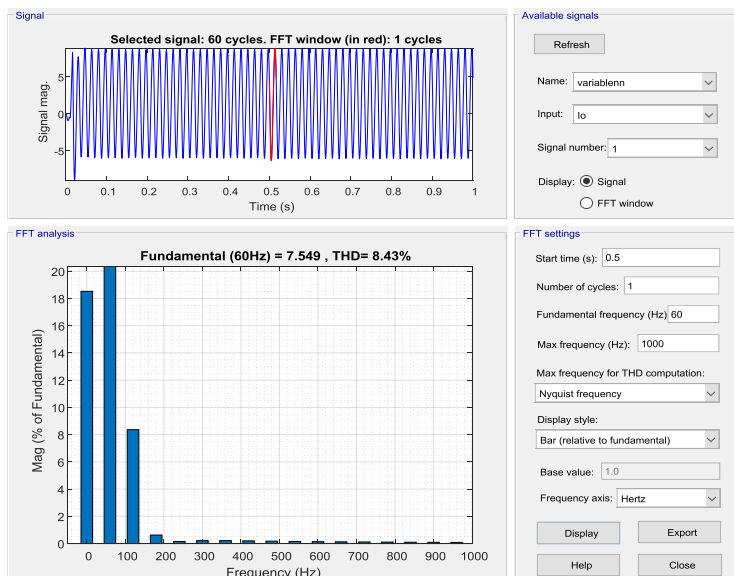 Signal
Selected signal: 60 cycles. FFT window (in red): 1 cycles
Signal mag.
5
0
-5
0 0.1 0.2 0.3 0.4 0.5 0.6 0.7 0.8 0.9 1
Time (s)
Available signals
Refresh
Name: variablenn
Input: Io
Signal number: 1
Display: Signal
FFT window
FFT analysis
Fundamental (60Hz) = 7.549 , THD= 8.43%
Mag (% of Fundamental)
20
18
16
14
12
10
8
6
4
2
0
0 100 200 300 400 500 600 700 800 900 1000
Frequency (Hz)
FFT settings
Start time (s): 0.5
Number of cycles: 1
Fundamental frequency (Hz) 60
Max frequency (Hz): 1000
Max frequency for THD computation:
Nyquist frequency
Display style:
Bar (relative to fundamental)
Base value: 1.0
Frequency axis: Hertz
Display Export
Help Close